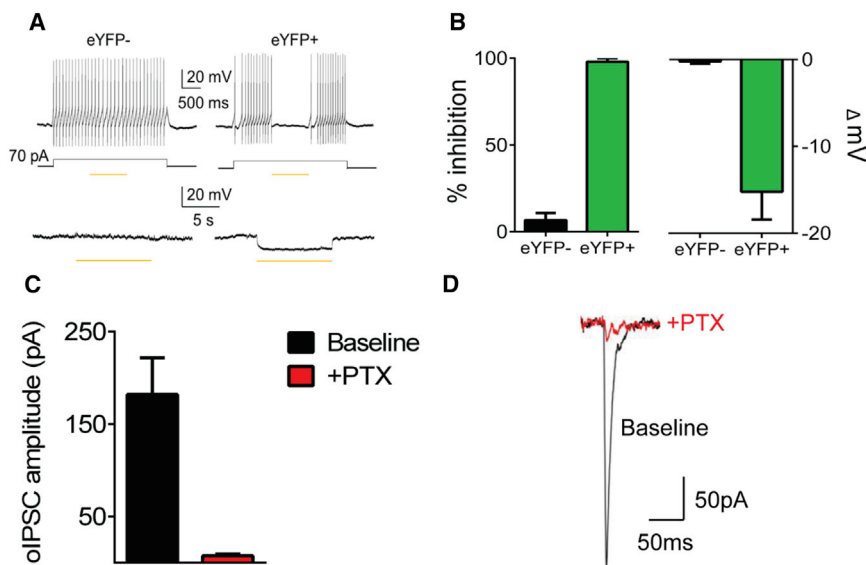 A
eYFP-
eYFP+
20 mV
500 ms
70 pA
20 mV
5 s
B
% inhibition
100
50
0
eYFP-
eYFP+
0
-10
-20
Δ mV
eYFP-
eYFP+
C
oIPSC amplitude (pA)
250
150
50
Baseline
+PTX
D
+PTX
Baseline
50pA
50ms